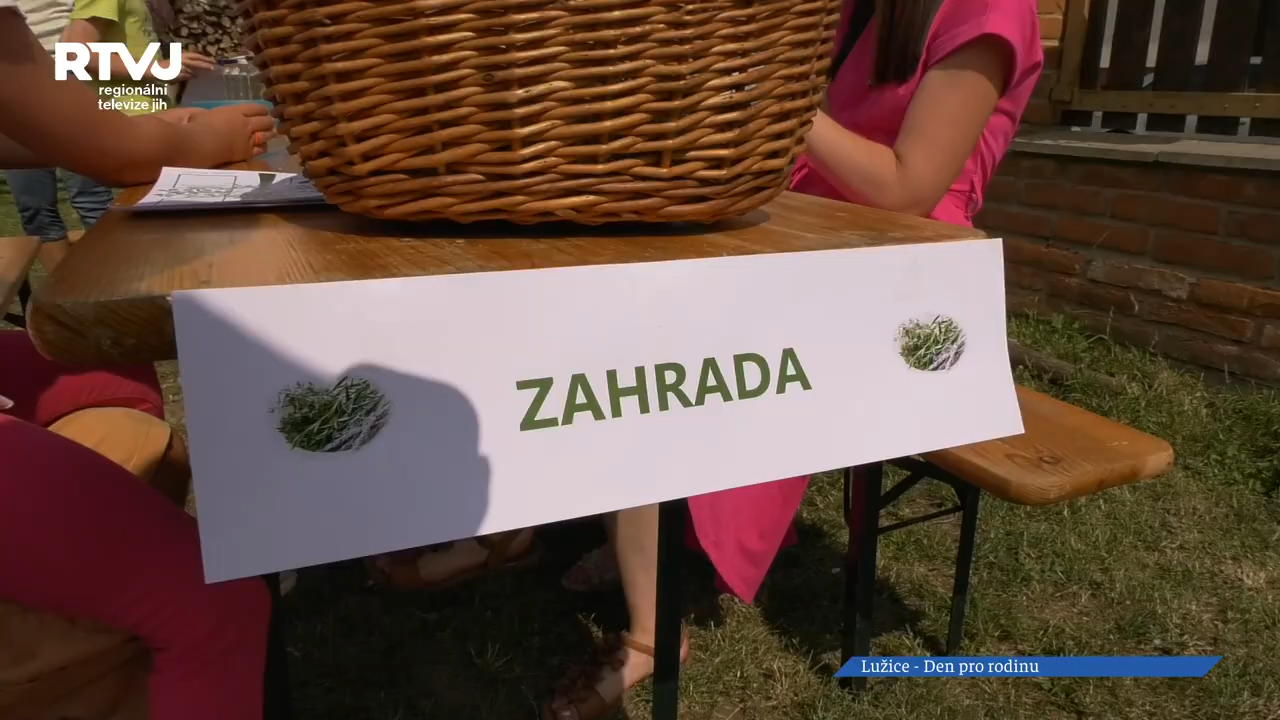 RTVJ
regionální
televize jih
ZAHRADA
Lužice - Den pro rodinu